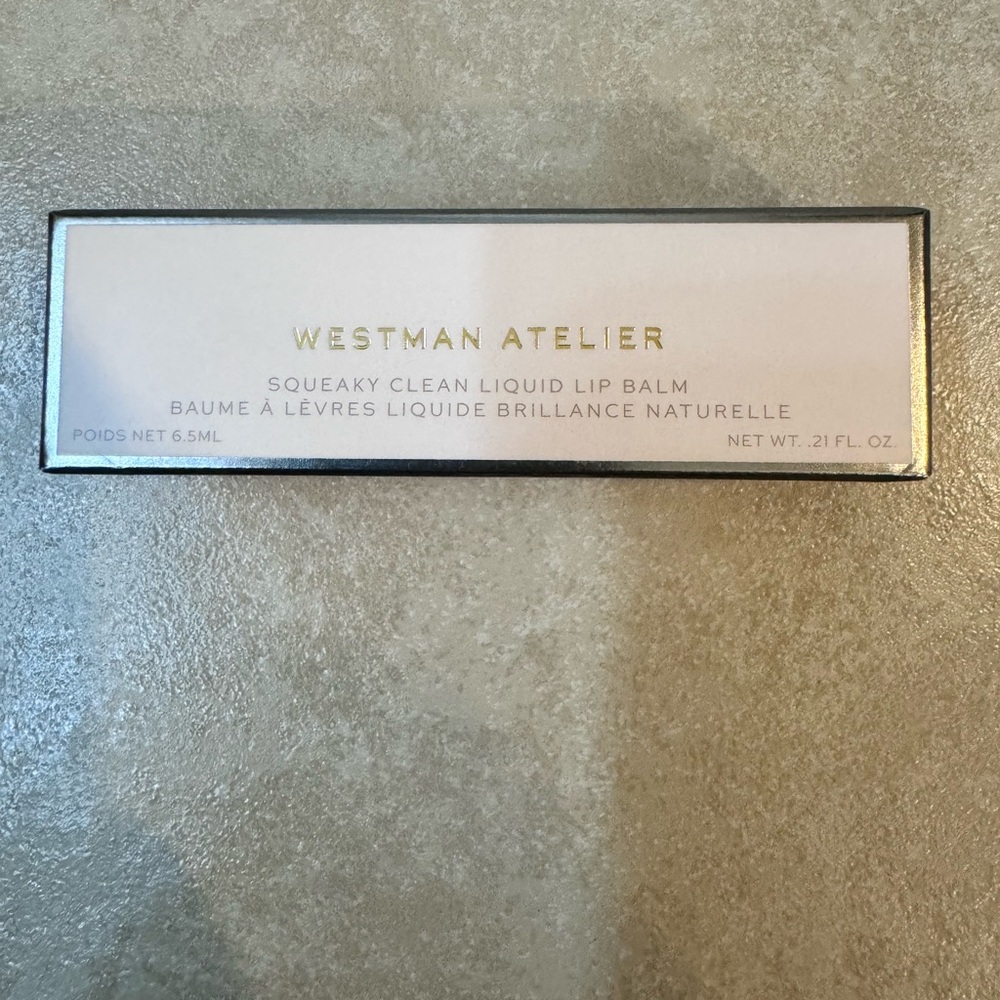 WESTMAN ATELIER
SQUEAKY CLEAN LIQUID LIP BALM
BAUME À LÈVRES LIQUIDE BRILLANCE NATURELLE
POIDS NET 6.5ML
NET WT. .21 FL. OZ.